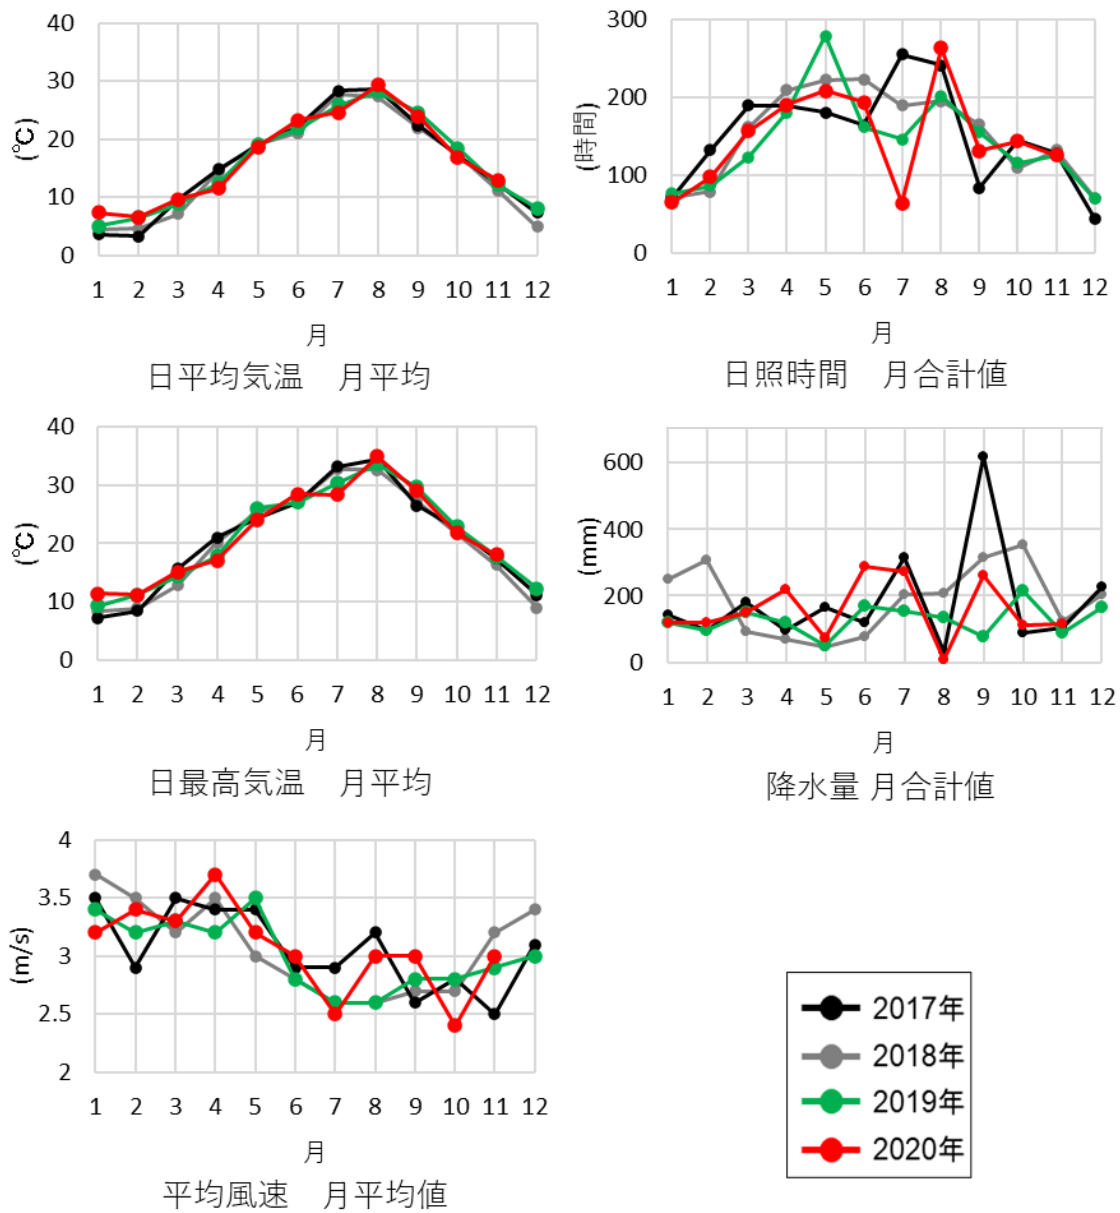 40
30
20
10
0
(℃)
1 2 3 4 5 6 7 8 9 10 11 12
月
日平均気温 月平均
300
200
100
0
(時間)
1 2 3 4 5 6 7 8 9 10 11 12
月
日照時間 月合計値
40
30
20
10
0
(℃)
1 2 3 4 5 6 7 8 9 10 11 12
月
日最高気温 月平均
600
400
200
0
(mm)
1 2 3 4 5 6 7 8 9 10 11 12
月
降水量 月合計値
4
3.5
3
2.5
2
(m/s)
1 2 3 4 5 6 7 8 9 10 11 12
月
平均風速 月平均値
2017年
2018年
2019年
2020年